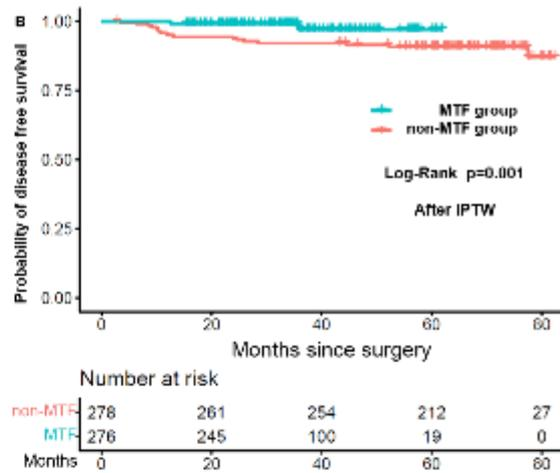 B
Probability of disease free survival
1.00
0.75
0.50
0.25
0.00
MTF group
non-MTF group
Log-Rank p=0.001
After IPTW
0 20 40 60 80
Months since surgery
Number at risk
non-MTF 278 261 254 212 27
MTF 276 245 100 19 0
Months 0 20 40 60 80